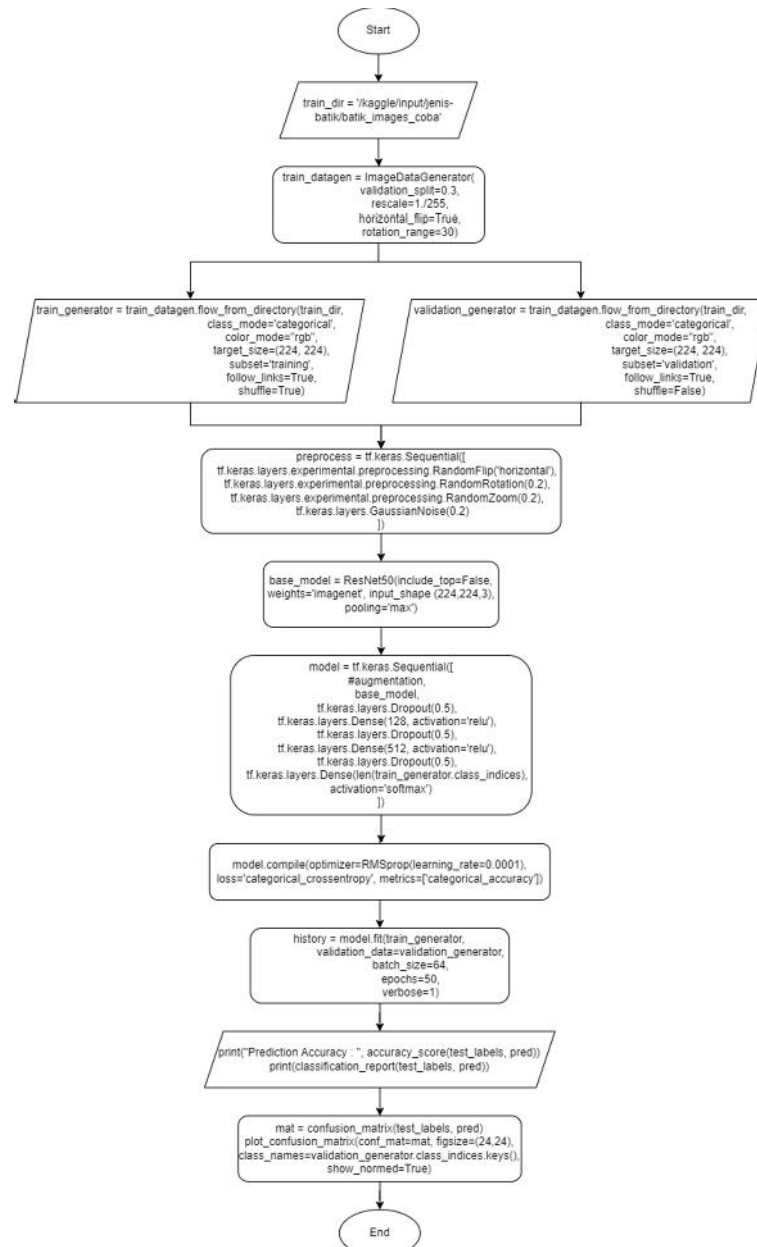 Start
train_dir = '/kaggle/input/jenis-
batik/batik_images_coba'
train_datagen = ImageDataGenerator(
validation_split=0.3,
rescale=1./255,
horizontal_flip=True,
rotation_range=30)
train_generator = train_datagen.flow_from_directory(train_dir,
class_mode='categorical',
color_mode="rgb",
target_size=(224, 224),
subset='training',
follow_links=True,
shuffle=True)
validation_generator = train_datagen.flow_from_directory(train_dir,
class_mode='categorical',
color_mode="rgb",
target_size=(224, 224),
subset='validation',
follow_links=True,
shuffle=False)
preprocess = tf.keras.Sequential([
tf.keras.layers.experimental.preprocessing.RandomFlip('horizontal'),
tf.keras.layers.experimental.preprocessing.RandomRotation(0.2),
tf.keras.layers.experimental.preprocessing.RandomZoom(0.2),
tf.keras.layers.GaussianNoise(0.2)
])
base_model = ResNet50(include_top=False,
weights='imagenet', input_shape (224,224,3),
pooling='max')
model = tf.keras.Sequential([
#augmentation,
base_model,
tf.keras.layers.Dropout(0.5),
tf.keras.layers.Dense(128, activation='relu'),
tf.keras.layers.Dropout(0.5),
tf.keras.layers.Dense(512, activation='relu'),
tf.keras.layers.Dropout(0.5),
tf.keras.layers.Dense(len(train_generator.class_indices),
activation='softmax')
])
model.compile(optimizer=RMSprop(learning_rate=0.0001),
loss='categorical_crossentropy', metrics=['categorical_accuracy'])
history = model.fit(train_generator,
validation_data=validation_generator,
batch_size=64,
epochs=50,
verbose=1)
print("Prediction Accuracy : ", accuracy_score(test_labels, pred))
print(classification_report(test_labels, pred))
mat = confusion_matrix(test_labels, pred)
plot_confusion_matrix(conf_mat=mat, figsize=(24,24),
class_names=validation_generator.class_indices.keys(),
show_normed=True)
End